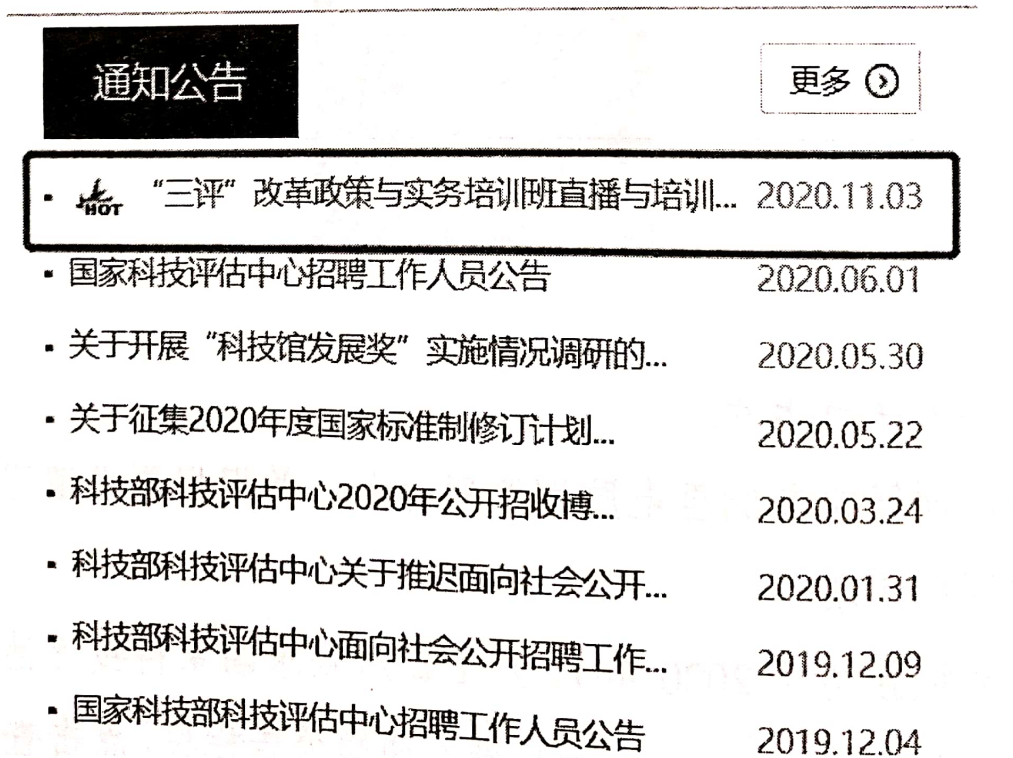 通知公告
更多
HOT “三评”改革政策与实务培训班直播与培训... 2020.11.03
国家科技评估中心招聘工作人员公告 2020.06.01
关于开展“科技馆发展奖”实施情况调研的... 2020.05.30
关于征集2020年度国家标准制修订计划... 2020.05.22
科技部科技评估中心2020年公开招收博... 2020.03.24
科技部科技评估中心关于推迟面向社会公开... 2020.01.31
科技部科技评估中心面向社会公开招聘工作... 2019.12.09
国家科技部科技评估中心招聘工作人员公告 2019.12.04